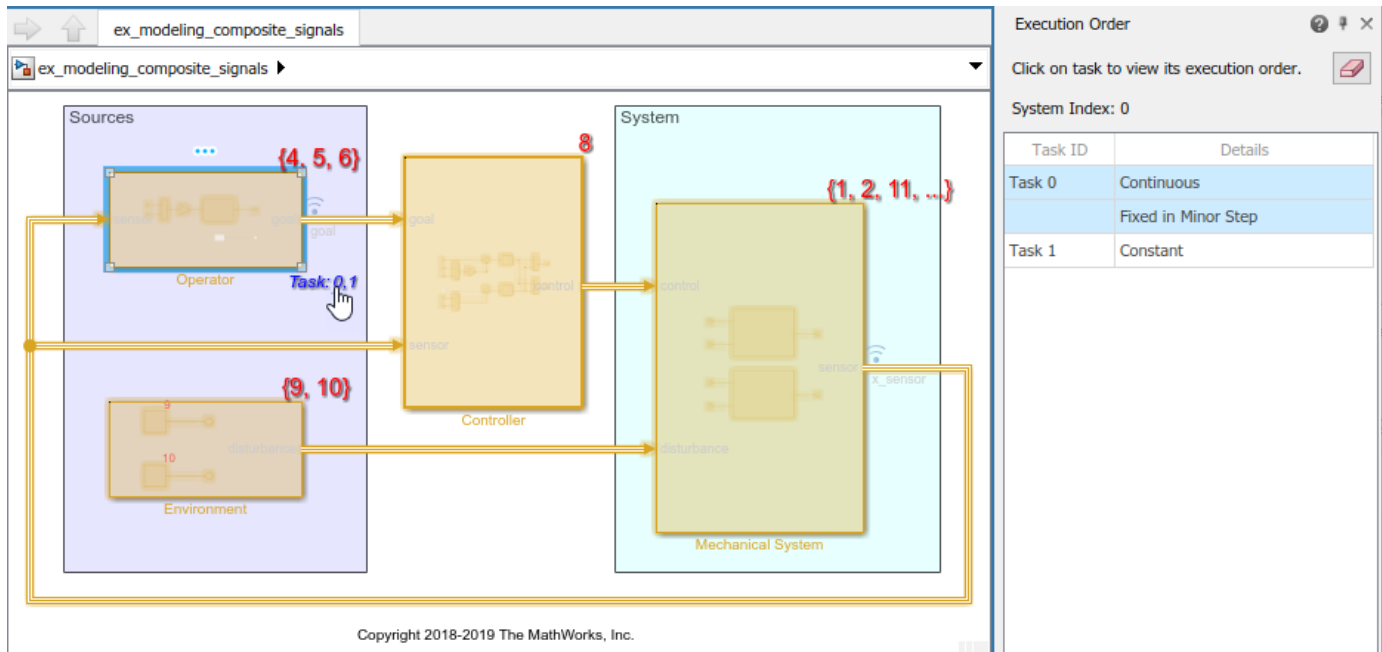 ex_modeling_composite_signals
ex_modeling_composite_signals
Sources
{4, 5, 6}
sensor
goal
goal
Operator
Task: 0,1
{9, 10}
9
10
disturbance
Environment
8
goal
control
sensor
Controller
System
{1, 2, 11, ...}
control
sensor
x_sensor
disturbance
Mechanical System
Copyright 2018-2019 The MathWorks, Inc.
Execution Order
Click on task to view its execution order.
System Index: 0
Task ID Details
Task 0 Continuous
Fixed in Minor Step
Task 1 Constant